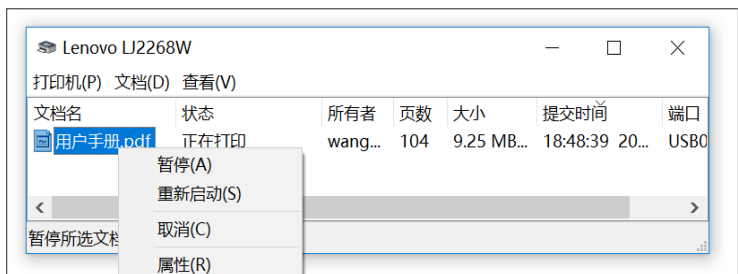 Lenovo LJ2268W
打印机(P) 文档(D) 查看(V)
文档名 状态 所有者 页数 大小 提交时间 端口
用户手册.pdf 正在打印 wang... 104 9.25 MB... 18:48:39 20... USB0
暂停(A)
重新启动(S)
取消(C)
暂停所选文档
属性(R)